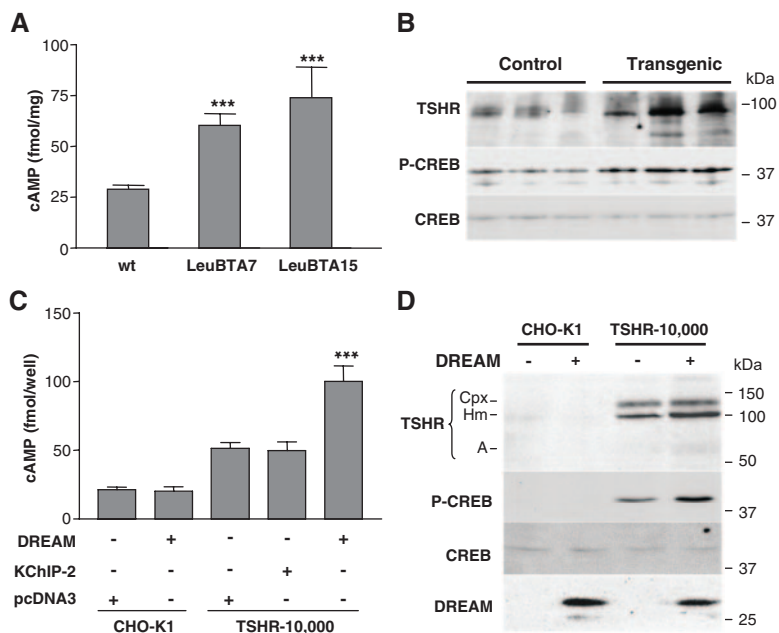 A
100
75
50
25
0
cAMP (fmol/mg)
***
***
wt LeuBTA7 LeuBTA15
B
Control Transgenic
kDa
TSHR
-100
P-CREB
- 37
CREB
- 37
C
150
100
50
0
cAMP (fmol/well)
***
DREAM - + - - +
KChIP-2 - - - + -
pcDNA3 + - + - -
CHO-K1 TSHR-10,000
D
CHO-K1 TSHR-10,000
DREAM - + - +
kDa
TSHR
Cpx
Hm
A
- 150
- 100
- 50
P-CREB
- 37
CREB
- 37
DREAM
- 25